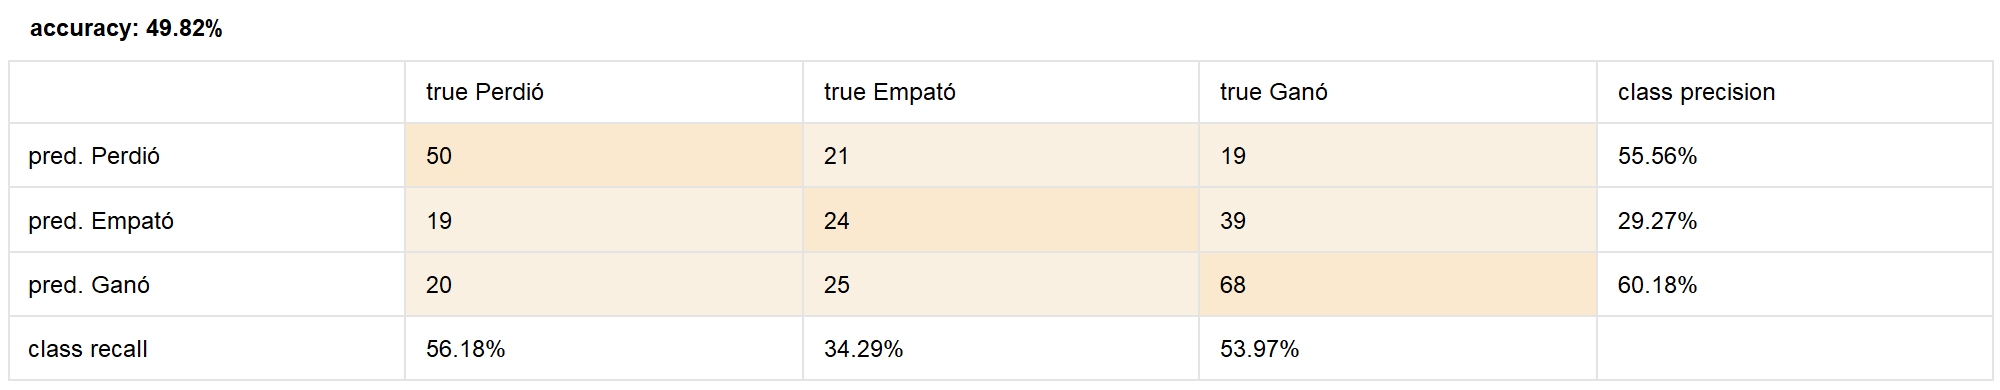 accuracy: 49.82%
true Perdió true Empató true Ganó class precision
pred. Perdió 50 21 19 55.56%
pred. Empató 19 24 39 29.27%
pred. Ganó 20 25 68 60.18%
class recall 56.18% 34.29% 53.97%